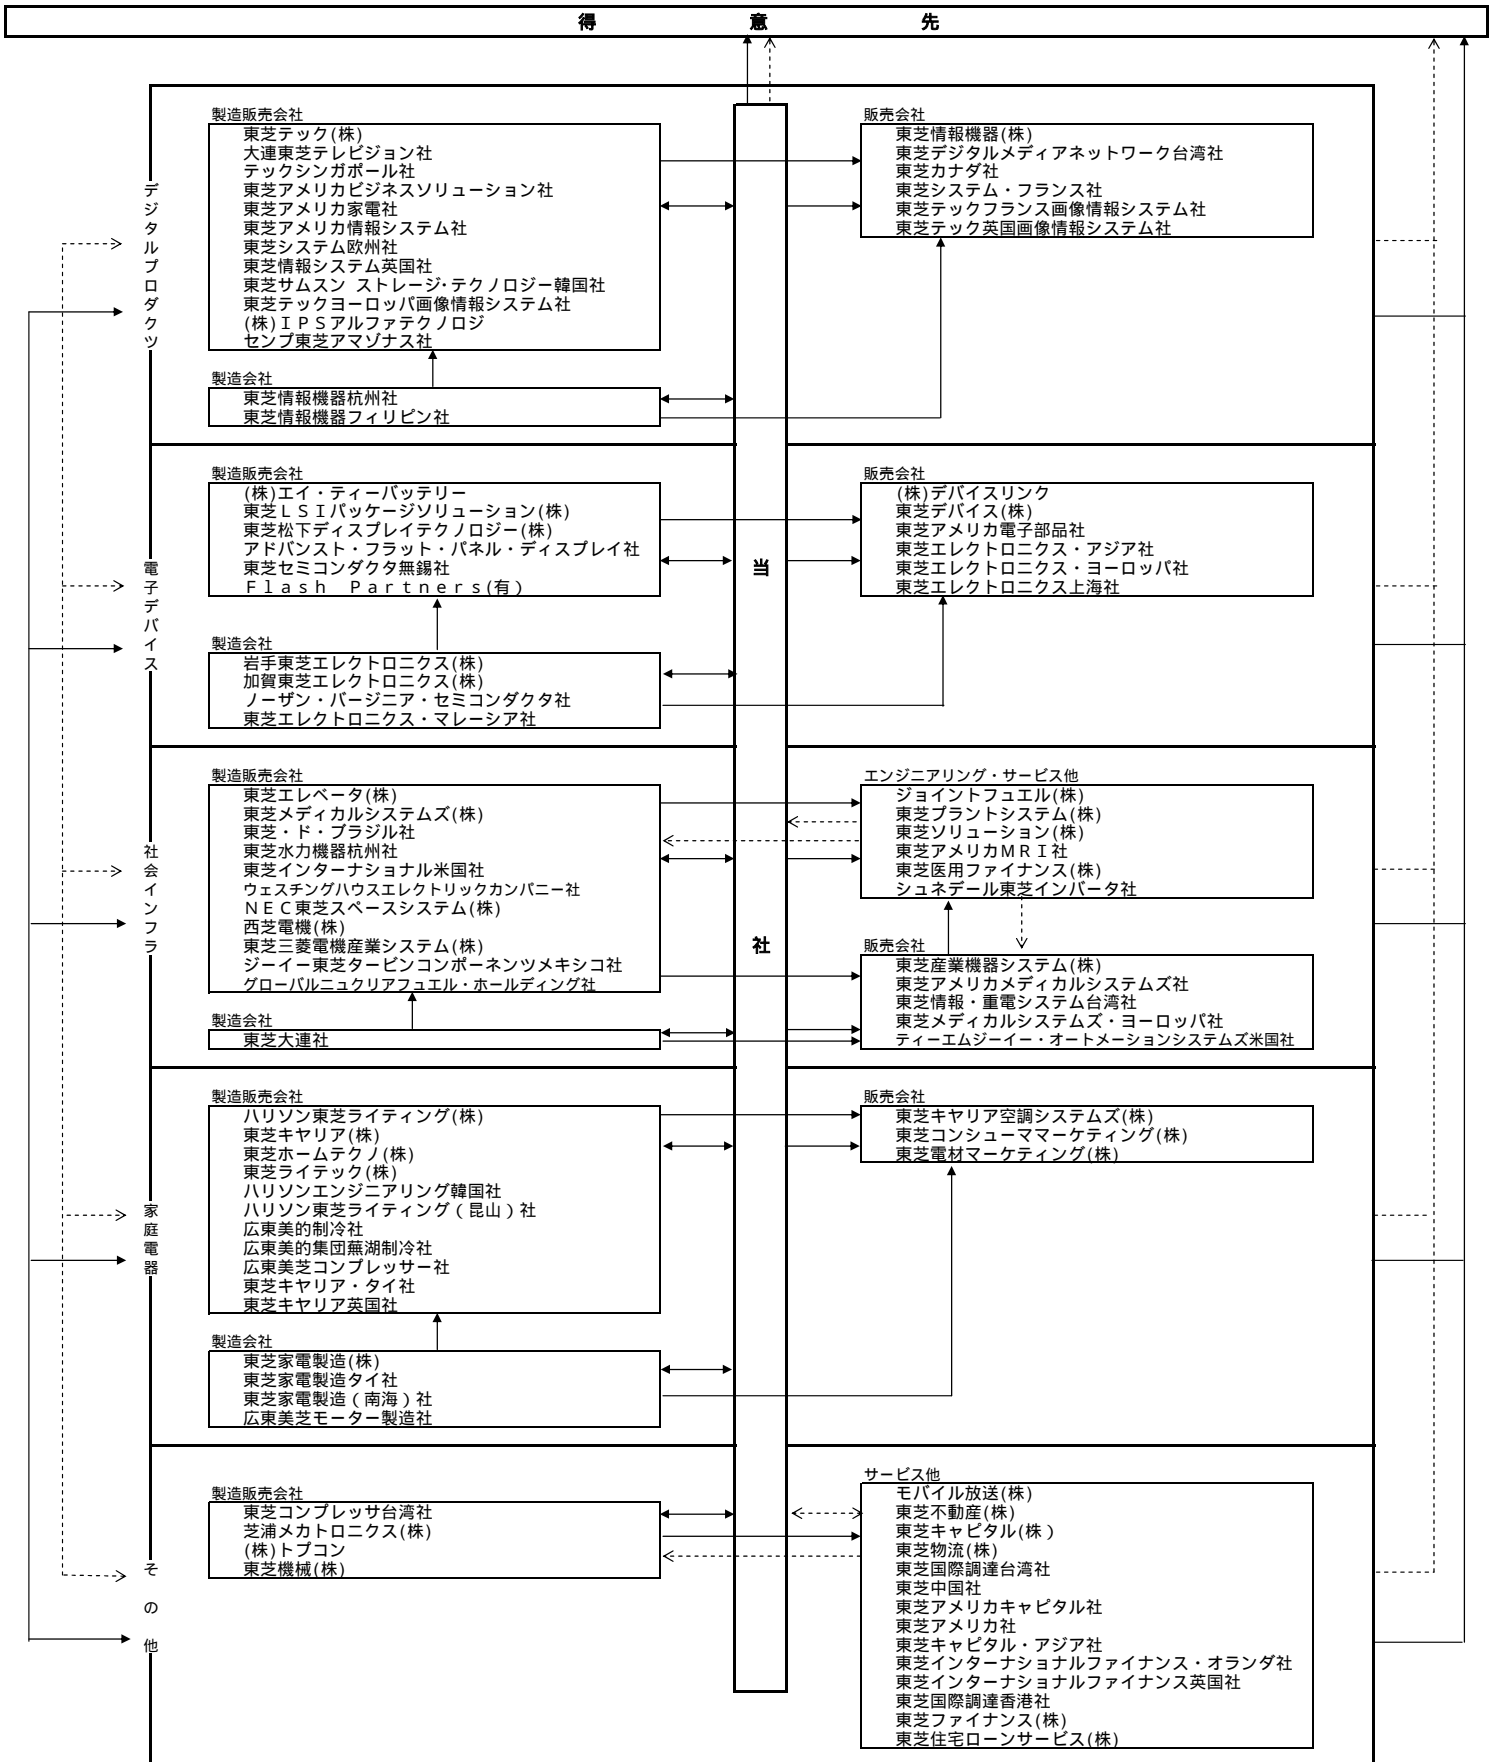 得意先
デジタルプロダクツ
製造販売会社
東芝テック(株)
大連東芝テレビジョン社
テックシンガポール社
東芝アメリカビジネスソリューション社
東芝アメリカ家電社
東芝アメリカ情報システム社
東芝システム欧州社
東芝情報システム英国社
東芝サムスン ストレージ・テクノロジー韓国社
東芝テックヨーロッパ画像情報システム社
(株)ＩＰＳアルファテクノロジ
センプ東芝アマゾナス社
製造会社
東芝情報機器杭州社
東芝情報機器フィリピン社
販売会社
東芝情報機器(株)
東芝デジタルメディアネットワーク台湾社
東芝カナダ社
東芝システム・フランス社
東芝テックフランス画像情報システム社
東芝テック英国画像情報システム社
当社
電子デバイス
製造販売会社
(株)エイ・ティーバッテリー
東芝ＬＳＩパッケージソリューション(株)
東芝松下ディスプレイテクノロジー(株)
アドバンスト・フラット・パネル・ディスプレイ社
東芝セミコンダクタ無錫社
Ｆｌａｓｈ　Ｐａｒｔｎｅｒｓ(有)
製造会社
岩手東芝エレクトロニクス(株)
加賀東芝エレクトロニクス(株)
ノーザン・バージニア・セミコンダクタ社
東芝エレクトロニクス・マレーシア社
販売会社
(株)デバイスリンク
東芝デバイス(株)
東芝アメリカ電子部品社
東芝エレクトロニクス・アジア社
東芝エレクトロニクス・ヨーロッパ社
東芝エレクトロニクス上海社
社会インフラ
製造販売会社
東芝エレベータ(株)
東芝メディカルシステムズ(株)
東芝・ド・ブラジル社
東芝水力機器杭州社
東芝インターナショナル米国社
ウェスチングハウスエレクトリックカンパニー社
ＮＥＣ東芝スペースシステム(株)
西芝電機(株)
東芝三菱電機産業システム(株)
ジーイー東芝タービンコンポーネンツメキシコ社
グローバルニュクリアフュエル・ホールディング社
製造会社
東芝大連社
エンジニアリング・サービス他
ジョイントフュエル(株)
東芝プラントシステム(株)
東芝ソリューション(株)
東芝アメリカＭＲＩ社
東芝医用ファイナンス(株)
シュネデール東芝インバータ社
販売会社
東芝産業機器システム(株)
東芝アメリカメディカルシステムズ社
東芝情報・重電システム台湾社
東芝メディカルシステムズ・ヨーロッパ社
ティーエムジーイー・オートメーションシステムズ米国社
家庭電器
製造販売会社
ハリソン東芝ライティング(株)
東芝キヤリア(株)
東芝ホームテクノ(株)
東芝ライテック(株)
ハリソンエンジニアリング韓国社
ハリソン東芝ライティング（昆山）社
広東美的制冷社
広東美的集団蕪湖制冷社
広東美芝コンプレッサー社
東芝キヤリア・タイ社
東芝キヤリア英国社
製造会社
東芝家電製造(株)
東芝家電製造タイ社
東芝家電製造（南海）社
広東美芝モーター製造社
販売会社
東芝キヤリア空調システムズ(株)
東芝コンシューママーケティング(株)
東芝電材マーケティング(株)
その他
製造販売会社
東芝コンプレッサ台湾社
芝浦メカトロニクス(株)
(株)トプコン
東芝機械(株)
サービス他
モバイル放送(株)
東芝不動産(株)
東芝キャピタル(株）
東芝物流(株)
東芝国際調達台湾社
東芝中国社
東芝アメリカキャピタル社
東芝アメリカ社
東芝キャピタル・アジア社
東芝インターナショナルファイナンス・オランダ社
東芝インターナショナルファイナンス英国社
東芝国際調達香港社
東芝ファイナンス(株)
東芝住宅ローンサービス(株)